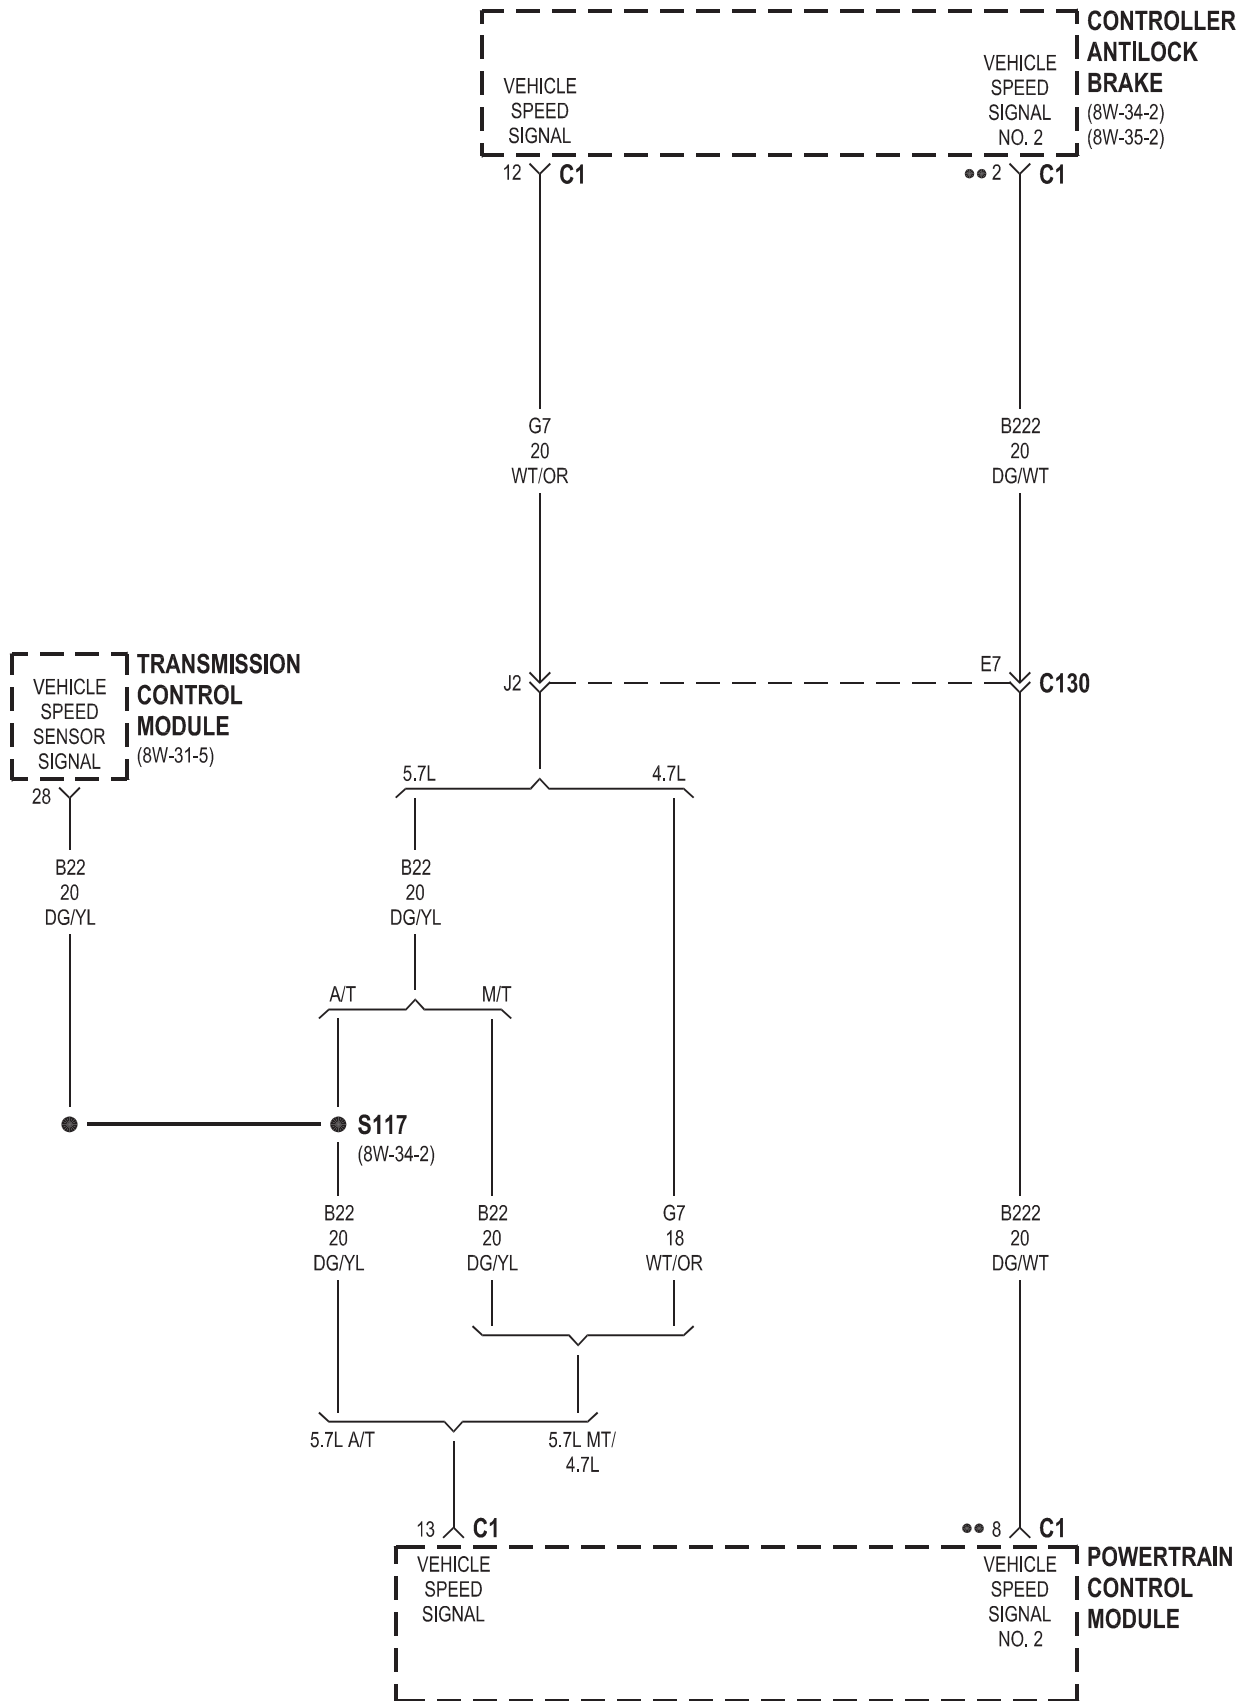 CONTROLLER
ANTILOCK
BRAKE
(8W-34-2)
(8W-35-2)
VEHICLE
SPEED
SIGNAL
VEHICLE
SPEED
SIGNAL
NO. 2
12 C1
2 C1
G7
20
WT/OR
B222
20
DG/WT
TRANSMISSION
CONTROL
MODULE
(8W-31-5)
VEHICLE
SPEED
SENSOR
SIGNAL
J2
E7 C130
28
5.7L 4.7L
B22
20
DG/YL
B22
20
DG/YL
A/T M/T
S117
(8W-34-2)
B22
20
DG/YL
B22
20
DG/YL
G7
18
WT/OR
B222
20
DG/WT
5.7L A/T
5.7L MT/
4.7L
13 C1
8 C1
VEHICLE
SPEED
SIGNAL
VEHICLE
SPEED
SIGNAL
NO. 2
POWERTRAIN
CONTROL
MODULE